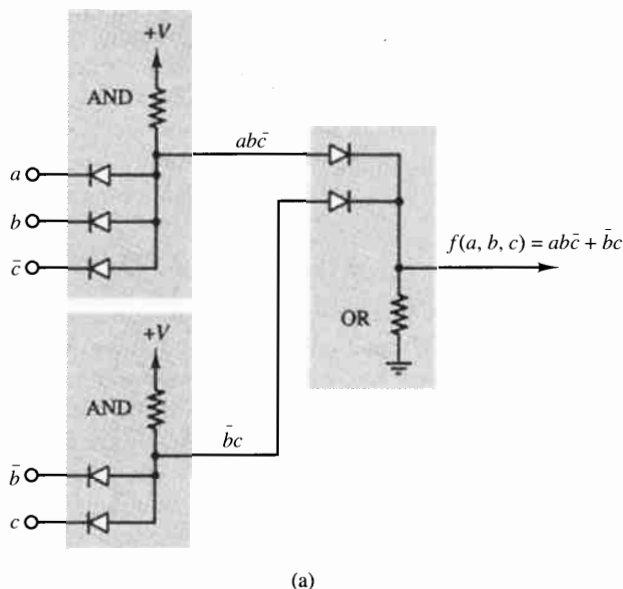 +V
AND
a
b
c̄
abc̄
f(a, b, c) = abc̄ + b̄c
OR
+V
AND
b̄
c
b̄c
(a)